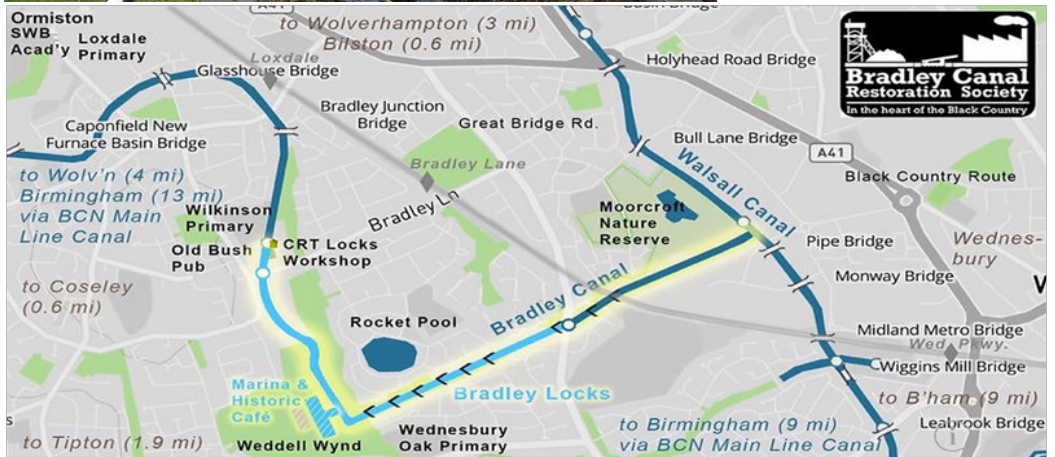 A41
Basin Bridge
Ormiston
SWB
Acad'y
Loxdale
Primary
to Wolverhampton (3 mi)
Bilston (0.6 mi)
Loxdale
Glasshouse Bridge
Holyhead Road Bridge
Bradley Canal
Restoration Society
In the heart of the Black Country
Bradley Junction
Bridge
Great Bridge Rd.
Caponfield New
Furnace Basin Bridge
Bull Lane Bridge
A41
Walsall Canal
Bradley Lane
Black Country Route
to Wolv'n (4 mi)
Birmingham (13 mi)
via BCN Main
Line Canal
Wilkinson
Primary
Bradley Ln
Moorcroft
Nature
Reserve
Old Bush
Pub
CRT Locks
Workshop
Pipe Bridge
Wednes-
bury
Monway Bridge
to Coseley
(0.6 mi)
Bradley Canal
Rocket Pool
Midland Metro Bridge
Wed. Pkwy.
Wiggins Mill Bridge
Marina &
Historic
Café
Bradley Locks
to B'ham (9 mi)
to Tipton (1.9 mi)
Weddell Wynd
Wednesbury
Oak Primary
to Birmingham (9 mi)
via BCN Main Line Canal
Leabrook Bridge